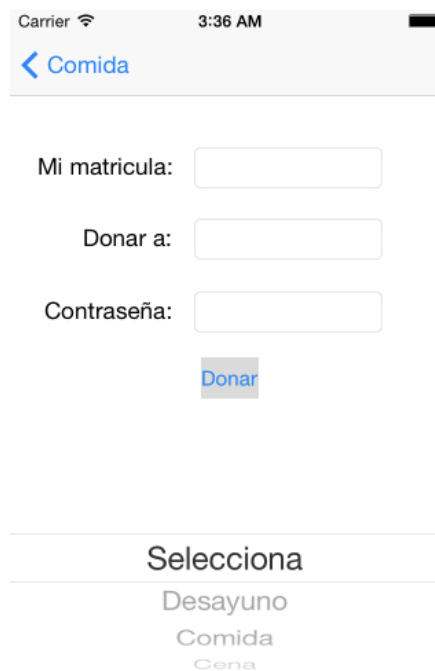 Carrier 3:36 AM
Comida
Mi matricula:
Donar a:
Contraseña:
Donar
Selecciona
Desayuno
Comida
Cena